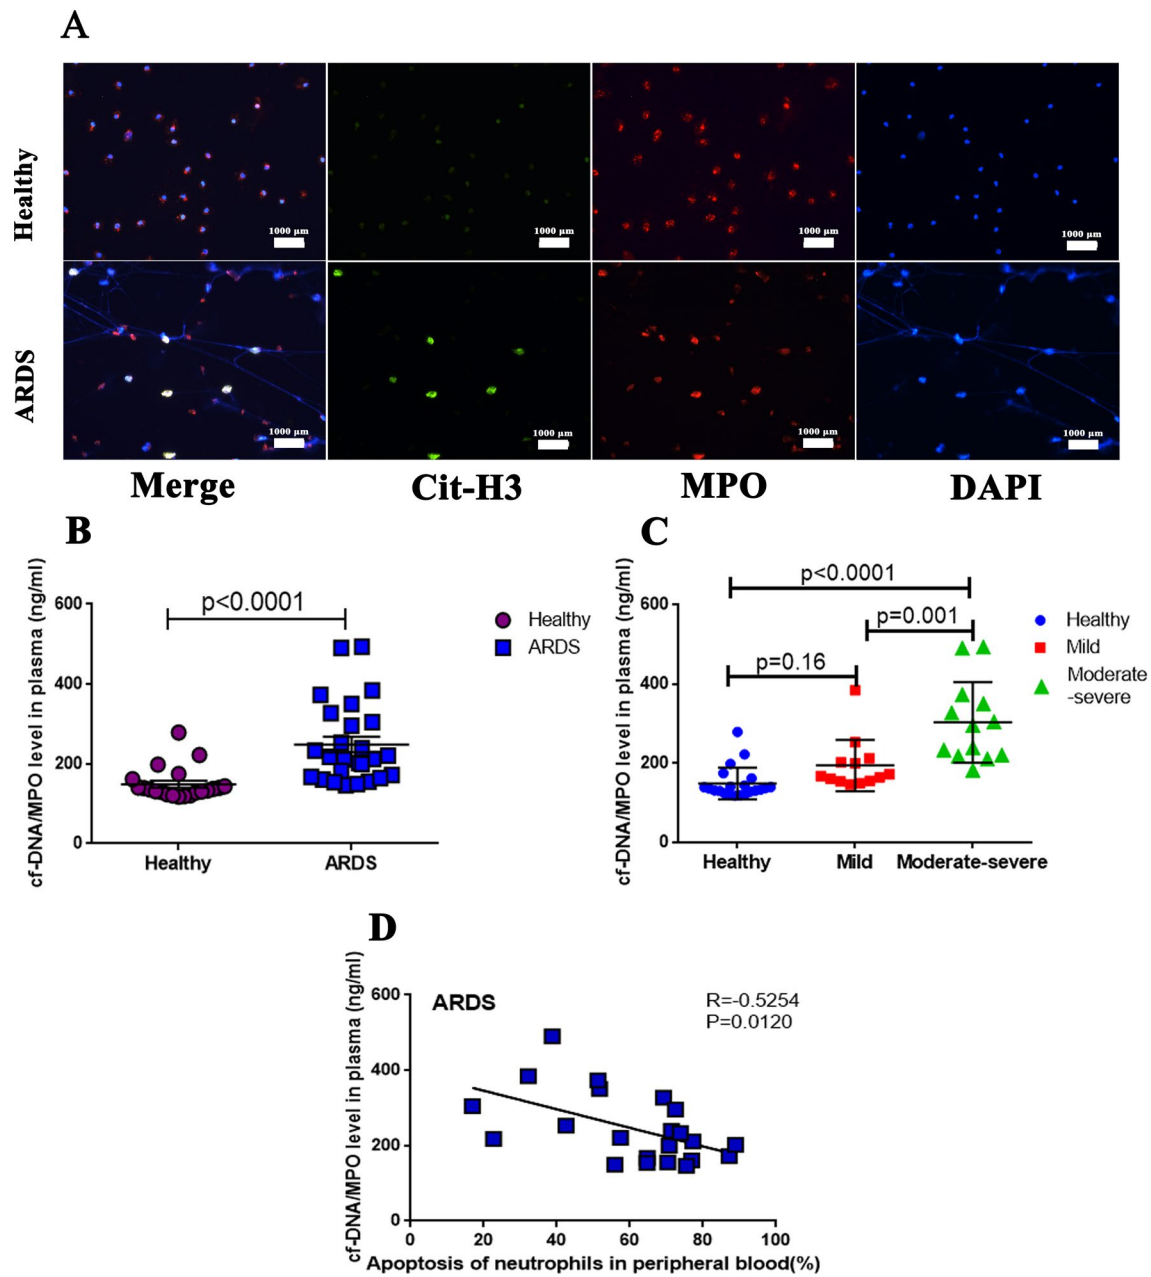 A
Healthy
1000 µm
1000 µm
1000 µm
1000 µm
ARDS
1000 µm
1000 µm
1000 µm
1000 µm
Merge
Cit-H3
MPO
DAPI
B
cf-DNA/MPO level in plasma (ng/ml)
600
400
200
0
p<0.0001
Healthy
ARDS
Healthy
ARDS
C
cf-DNA/MPO level in plasma (ng/ml)
600
400
200
0
p<0.0001
p=0.001
p=0.16
Healthy
Mild
Moderate
-severe
Healthy
Mild
Moderate-severe
D
cf-DNA/MPO level in plasma (ng/ml)
600
400
200
0
ARDS
R=-0.5254
P=0.0120
0
20
40
60
80
100
Apoptosis of neutrophils in peripheral blood(%)